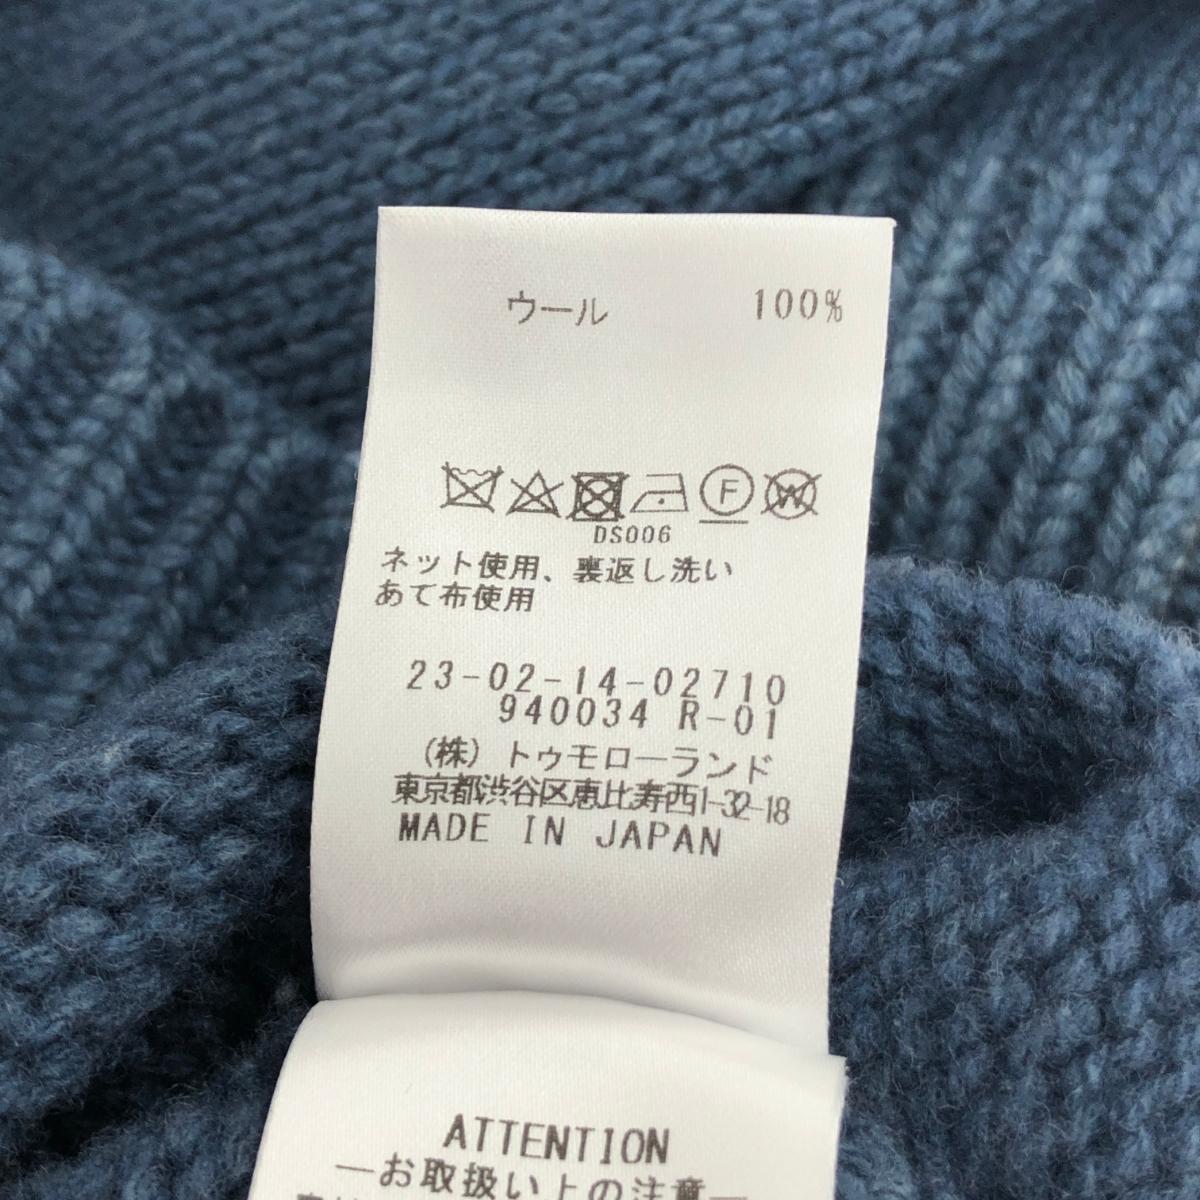 ウール 100%
F W
DS006
ネット使用、裏返し洗い
あて布使用
23-02-14-02710
940034 R-01
(株)トゥモローランド
東京都渋谷区恵比寿西1-32-18
MADE IN JAPAN
ATTENTION
―お取扱い上の注意―